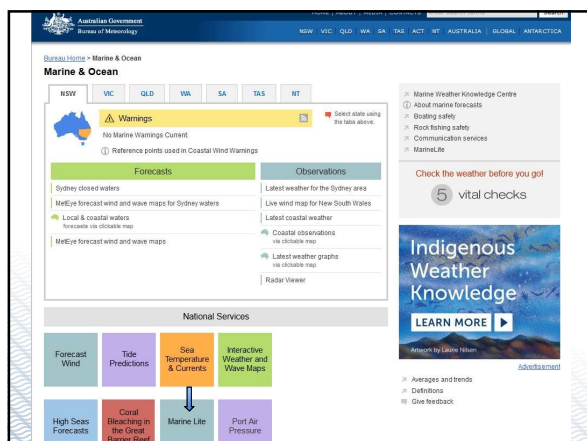 HOME | ABOUT | MEDIA | CONTACTS
Australian Government
Bureau of Meteorology
NSW VIC QLD WA SA TAS ACT NT AUSTRALIA GLOBAL ANTARCTICA
Bureau Home > Marine & Ocean
Marine & Ocean
NSW VIC QLD WA SA TAS NT
Warnings
Select state using
the tabs above.
No Marine Warnings Current
Reference points used in Coastal Wind Warnings
Forecasts
Sydney closed waters
MetEye forecast wind and wave maps for Sydney waters
Local & coastal waters
forecasts via clickable map
MetEye forecast wind and wave maps
Observations
Latest weather for the Sydney area
Live wind map for New South Wales
Latest coastal weather
Coastal observations
via clickable map
Latest weather graphs
via clickable map
Radar Viewer
Marine Weather Knowledge Centre
About marine forecasts
Boating safety
Rock fishing safety
Communication services
MarineLite
Check the weather before you go!
5 vital checks
Indigenous
Weather
Knowledge
LEARN MORE
Artwork by Laurie Nilsen
Advertisement
Averages and trends
Definitions
Give feedback
National Services
Forecast
Wind
Tide
Predictions
Sea
Temperature
& Currents
Interactive
Weather and
Wave Maps
High Seas
Forecasts
Coral
Bleaching in
the Great
Barrier Reef
Marine Lite
Port Air
Pressure